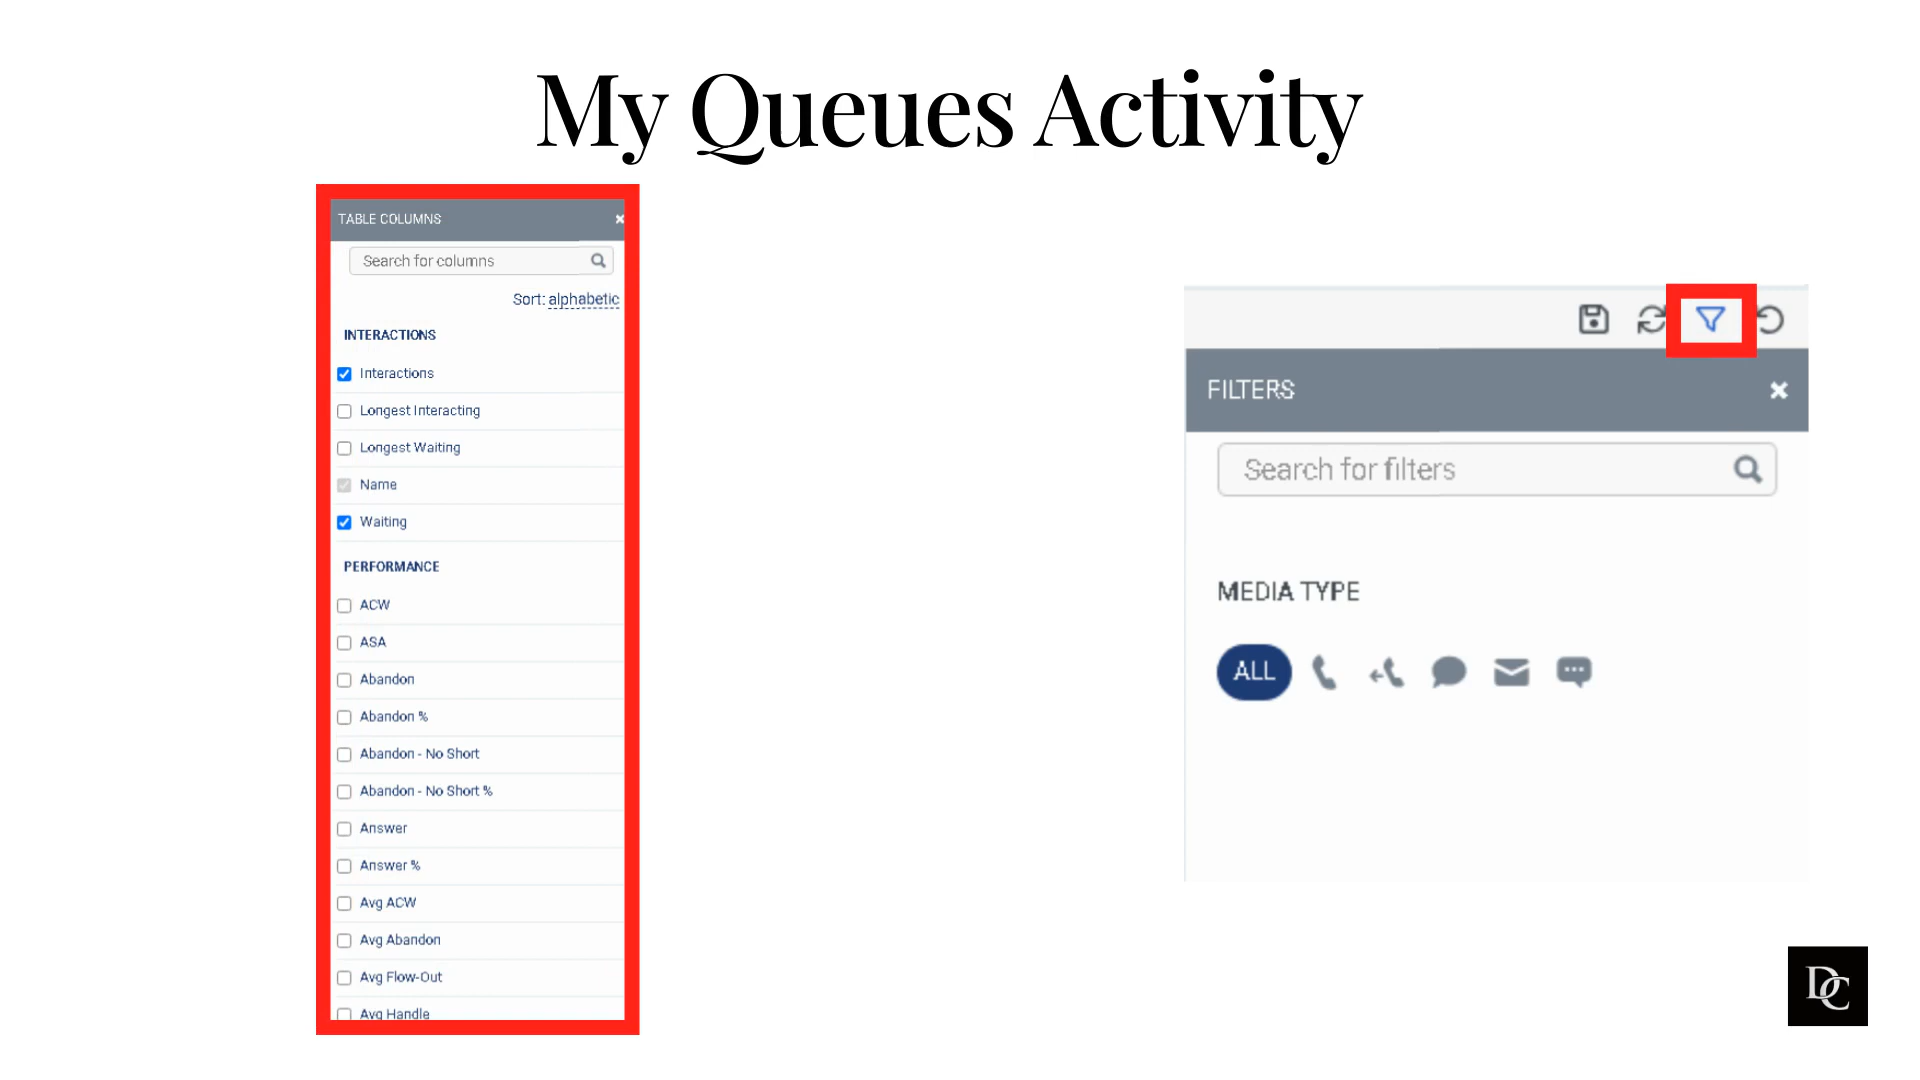 My Queues Activity
TABLE COLUMNS
Search for columns
Sort: alphabetic
INTERACTIONS
Interactions
Longest Interacting
Longest Waiting
Name
Waiting
PERFORMANCE
ACW
ASA
Abandon
Abandon %
Abandon - No Short
Abandon - No Short %
Answer
Answer %
Avg ACW
Avg Abandon
Avg Flow-Out
Avg Handle
FILTERS
Search for filters
MEDIA TYPE
ALL
DC